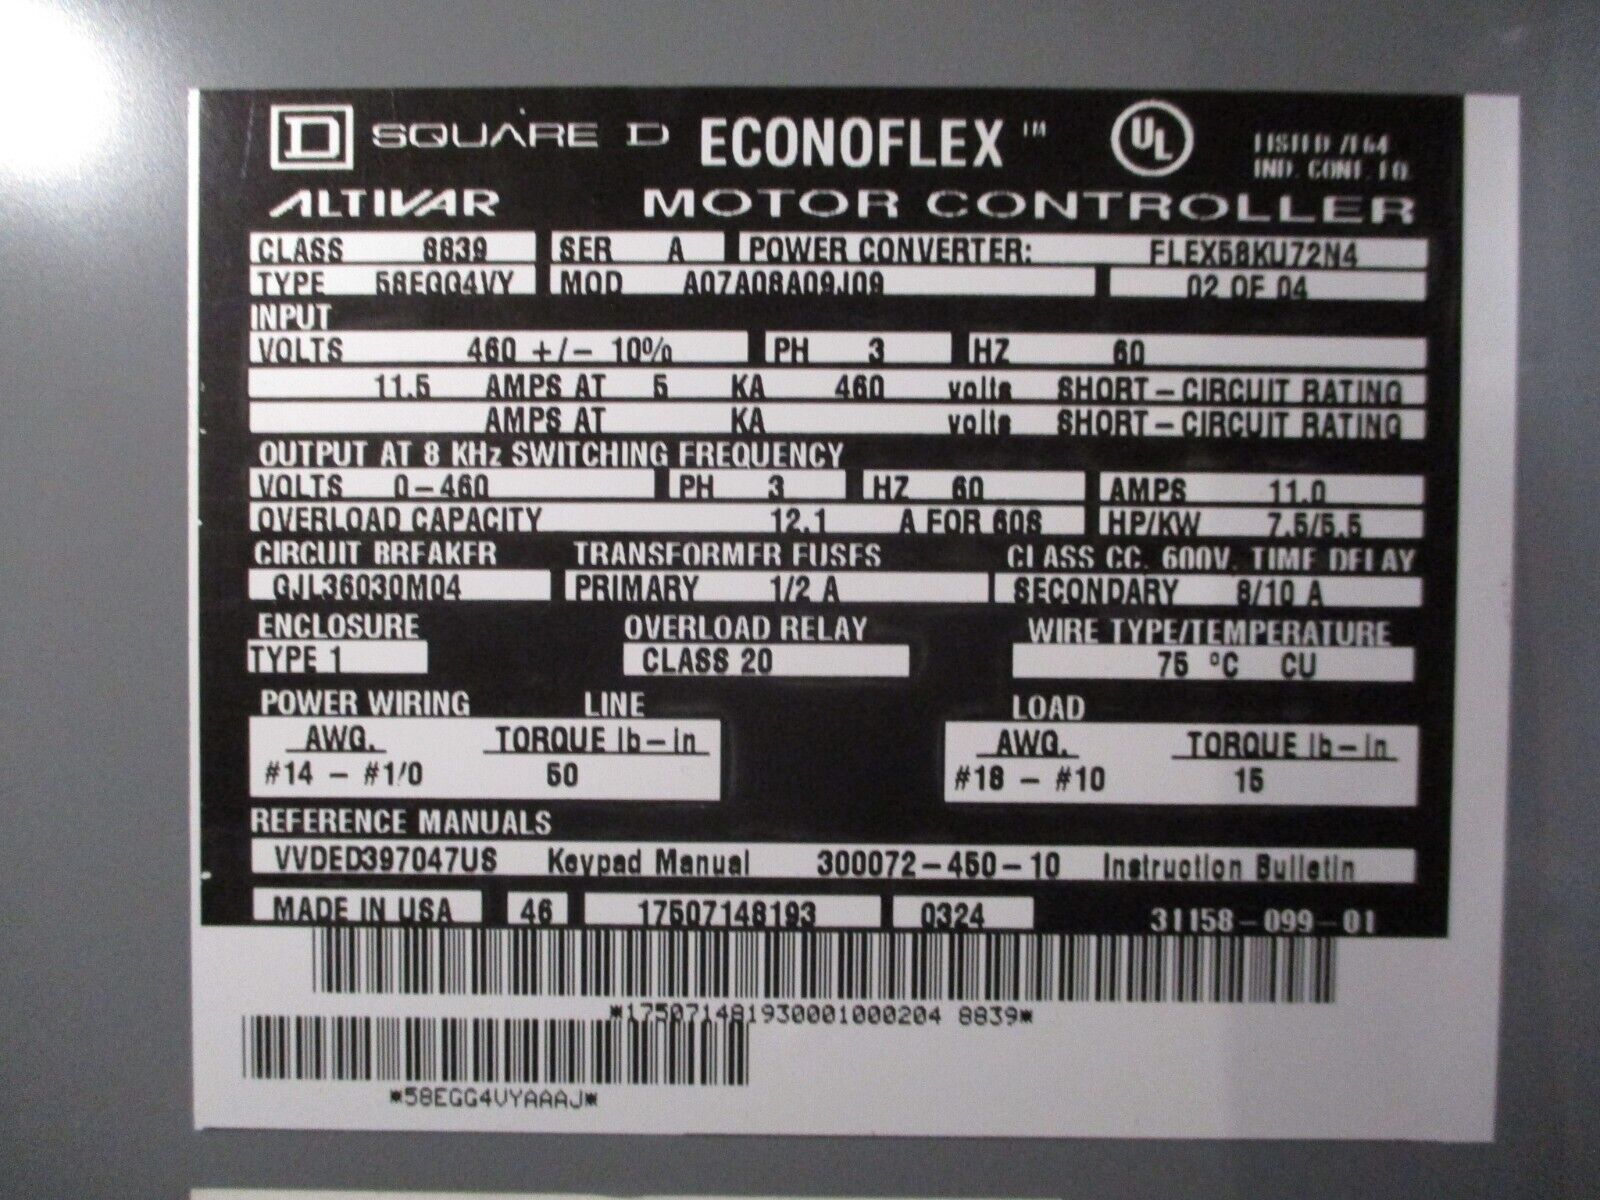 D SQUARE D ECONOFLEX™ UL LISTED 7E64
IND. CONT. EQ.
ALTIVAR MOTOR CONTROLLER
CLASS 8839 SER A POWER CONVERTER: FLEX58KU72N4
TYPE 58EGG4VY MOD A07A08A09J09 02 OF 04
INPUT
VOLTS 460 +/- 10% PH 3 HZ 60
11.5 AMPS AT 5 KA 460 volts SHORT-CIRCUIT RATING
AMPS AT KA volts SHORT-CIRCUIT RATING
OUTPUT AT 8 KHz SWITCHING FREQUENCY
VOLTS 0-460 PH 3 HZ 60 AMPS 11.0
OVERLOAD CAPACITY 12.1 A FOR 60S HP/KW 7.5/5.5
CIRCUIT BREAKER TRANSFORMER FUSES CLASS CC. 600V. TIME DELAY
GJL36030M04 PRIMARY 1/2 A SECONDARY 8/10 A
ENCLOSURE OVERLOAD RELAY WIRE TYPE/TEMPERATURE
TYPE 1 CLASS 20 75 °C CU
POWER WIRING LINE LOAD
AWG. TORQUE lb-in AWG. TORQUE lb-in
#14 - #1/0 50 #18 - #10 15
REFERENCE MANUALS
VVDED397047US Keypad Manual 300072-450-10 Instruction Bulletin
MADE IN USA 46 17507148193 0324 31158-099-01
*175071481930001000204 8839*
*58EGG4VYAAAJ*